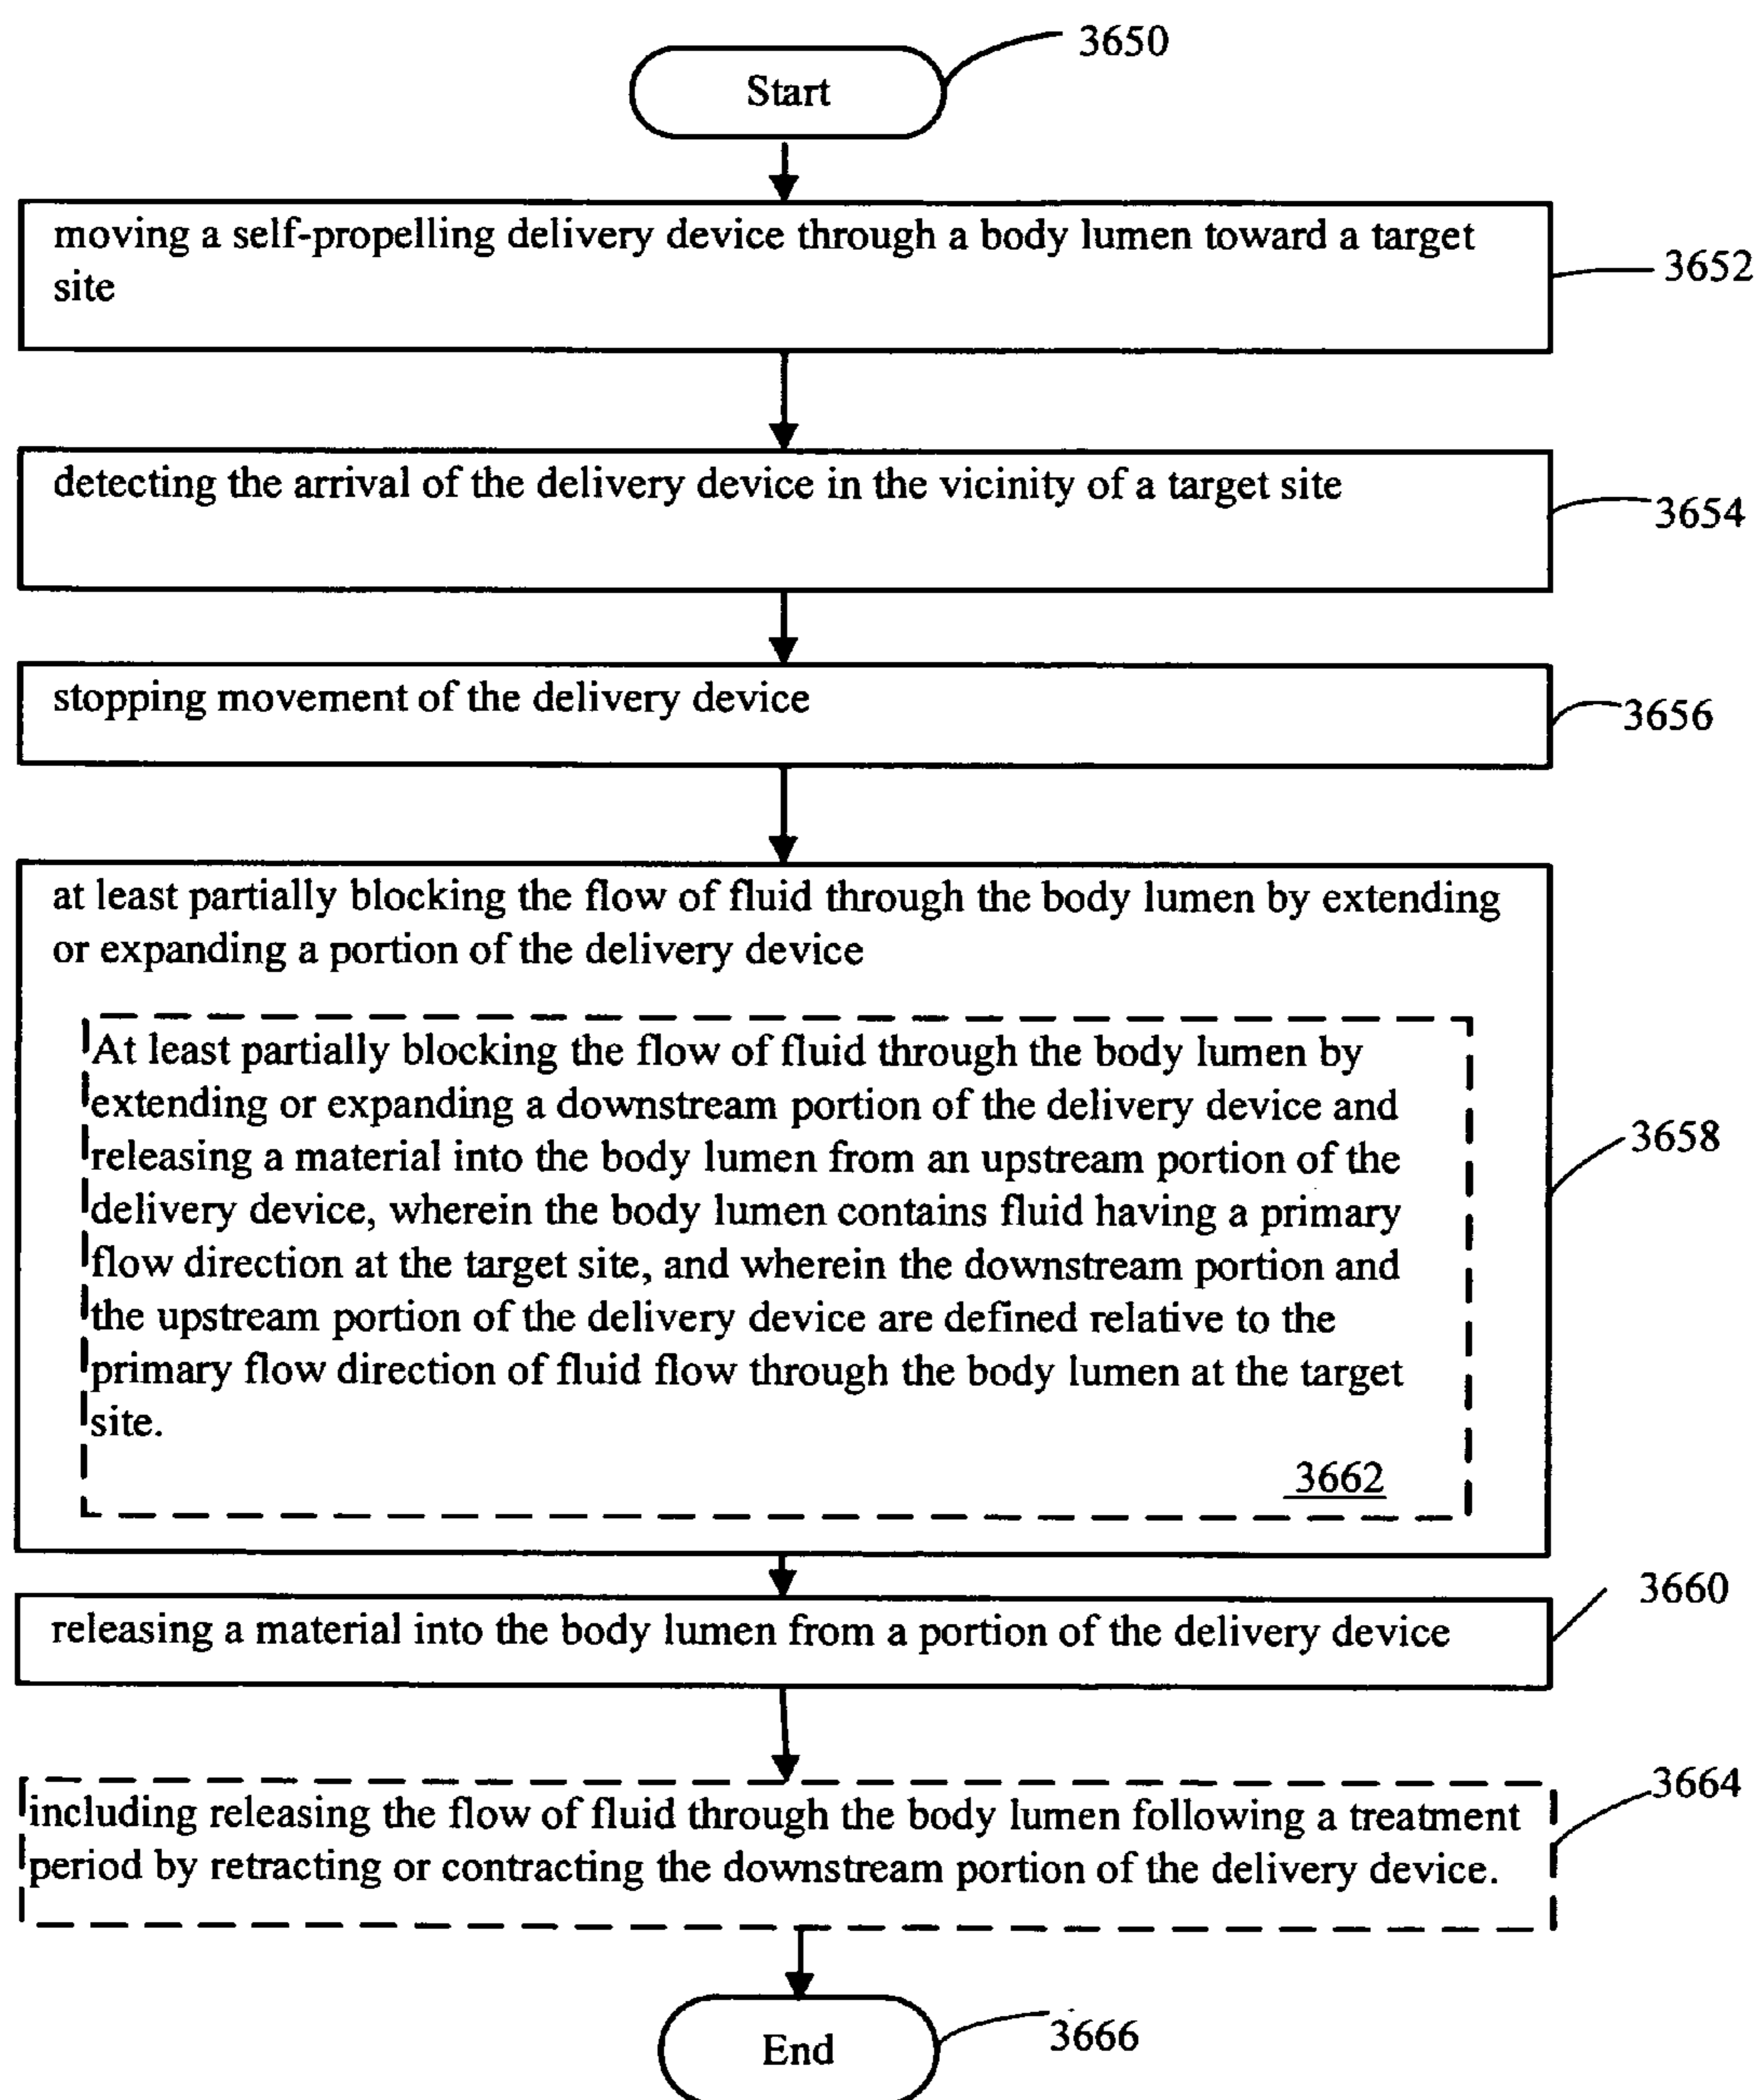 Start
3650
moving a self-propelling delivery device through a body lumen toward a target
site
3652
detecting the arrival of the delivery device in the vicinity of a target site
3654
stopping movement of the delivery device
3656
at least partially blocking the flow of fluid through the body lumen by extending
or expanding a portion of the delivery device
At least partially blocking the flow of fluid through the body lumen by
extending or expanding a downstream portion of the delivery device and
releasing a material into the body lumen from an upstream portion of the
delivery device, wherein the body lumen contains fluid having a primary
flow direction at the target site, and wherein the downstream portion and
the upstream portion of the delivery device are defined relative to the
primary flow direction of fluid flow through the body lumen at the target
site.
3662
3658
releasing a material into the body lumen from a portion of the delivery device
3660
including releasing the flow of fluid through the body lumen following a treatment
period by retracting or contracting the downstream portion of the delivery device.
3664
End
3666